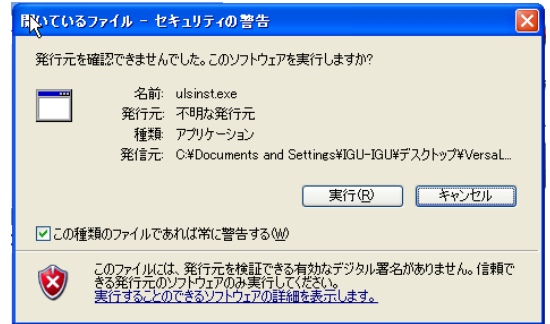 開いているファイル - セキュリティの警告
発行元を確認できませんでした。このソフトウェアを実行しますか?
名前: ulsinst.exe
発行元: 不明な発行元
種類: アプリケーション
発信元: C:¥Documents and Settings¥IGU-IGU¥デスクトップ¥VersaL...
実行(R)
キャンセル
この種類のファイルであれば常に警告する(W)
このファイルには、発行元を検証できる有効なデジタル署名がありません。信頼で
きる発行元のソフトウェアのみ実行してください。
実行することのできるソフトウェアの詳細を表示します。